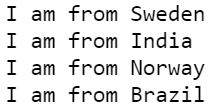 I am from Sweden
I am from India
I am from Norway
I am from Brazil